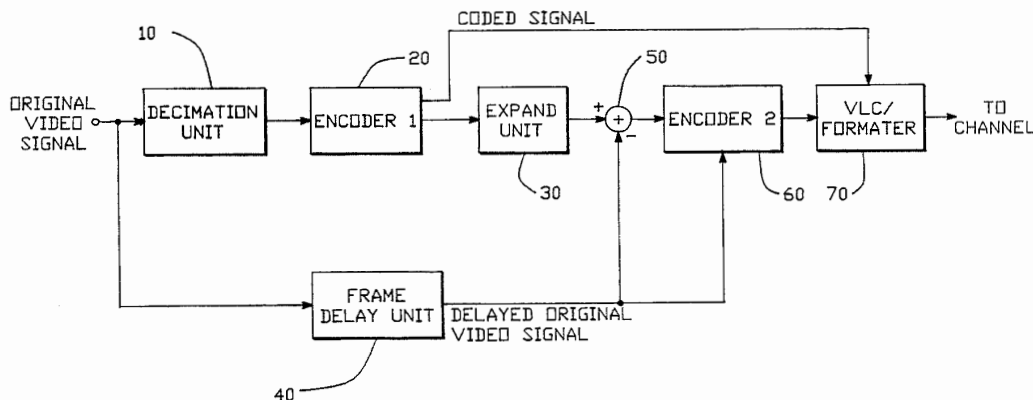 CODED SIGNAL
10
20
50
ORIGINAL
VIDEO
SIGNAL
DECIMATION
UNIT
ENCODER 1
EXPAND
UNIT
+
+
−
ENCODER 2
VLC/
FORMATER
TO
CHANNEL
30
60
70
FRAME
DELAY UNIT
DELAYED ORIGINAL
VIDEO SIGNAL
40